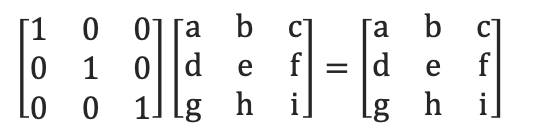 [1 0 0] [a b c] = [a b c]
[0 1 0] [d e f] = [d e f]
[0 0 1] [g h i] = [g h i]